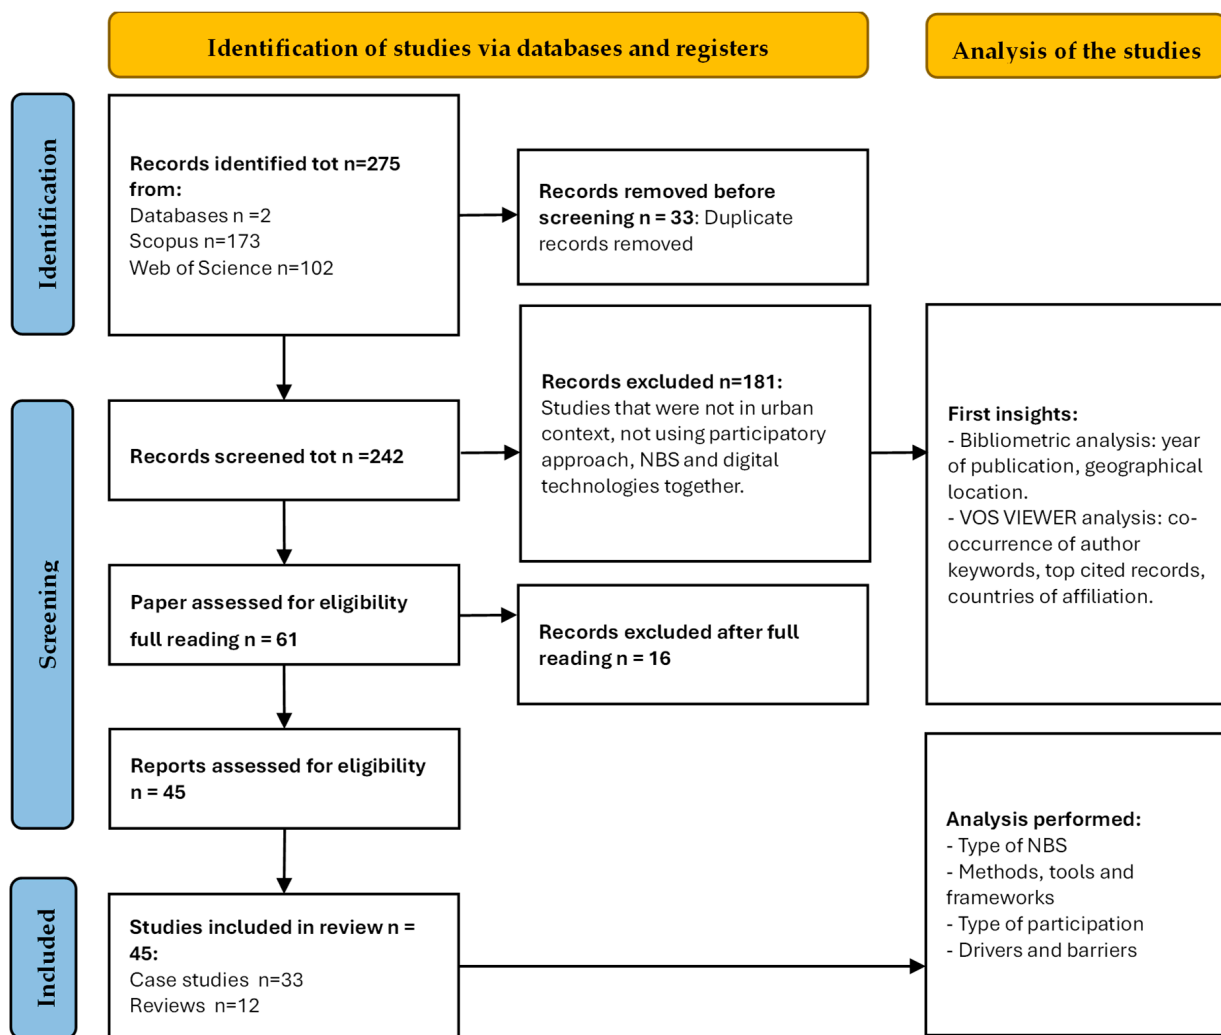 Identification of studies via databases and registers
Analysis of the studies
Identification
Records identified tot n=275
from:
Databases n =2
Scopus n=173
Web of Science n=102
Records removed before
screening n = 33: Duplicate
records removed
Screening
Records screened tot n =242
Records excluded n=181:
Studies that were not in urban
context, not using participatory
approach, NBS and digital
technologies together.
First insights:
- Bibliometric analysis: year
of publication, geographical
location.
- VOS VIEWER analysis: co-
occurrence of author
keywords, top cited records,
countries of affiliation.
Paper assessed for eligibility
full reading n = 61
Records excluded after full
reading n = 16
Reports assessed for eligibility
n = 45
Included
Studies included in review n =
45:
Case studies n=33
Reviews n=12
Analysis performed:
- Type of NBS
- Methods, tools and
frameworks
- Type of participation
- Drivers and barriers